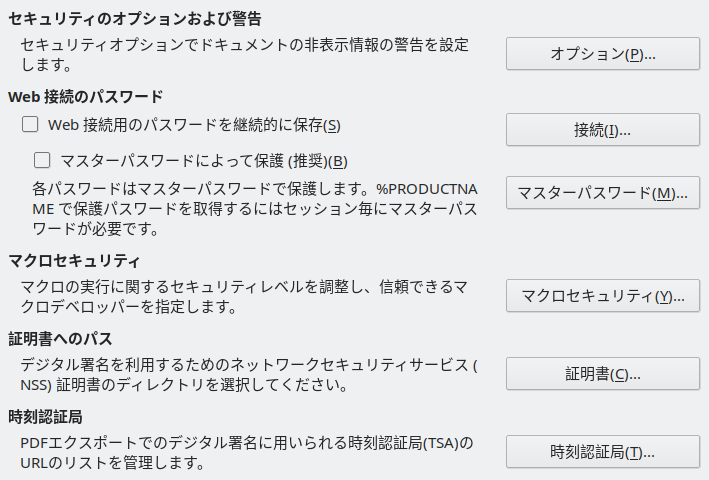 セキュリティのオプションおよび警告
セキュリティオプションでドキュメントの非表示情報の警告を設定
します。
オプション(P)...
Web 接続のパスワード
Web 接続用のパスワードを継続的に保存(S)
接続(I)...
マスターパスワードによって保護 (推奨)(B)
各パスワードはマスターパスワードで保護します。%PRODUCTNA
ME で保護パスワードを取得するにはセッション毎にマスターパス
ワードが必要です。
マスターパスワード(M)...
マクロセキュリティ
マクロの実行に関するセキュリティレベルを調整し、信頼できるマ
クロデベロッパーを指定します。
マクロセキュリティ(Y)...
証明書へのパス
デジタル署名を利用するためのネットワークセキュリティサービス (
NSS) 証明書のディレクトリを選択してください。
証明書(C)...
時刻認証局
PDFエクスポートでのデジタル署名に用いられる時刻認証局(TSA)の
URLのリストを管理します。
時刻認証局(T)...